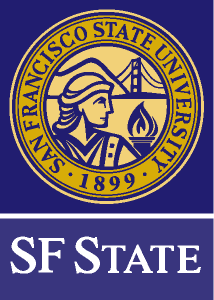 SAN FRANCISCO STATE UNIVERSITY
· 1899 ·
SF STATE